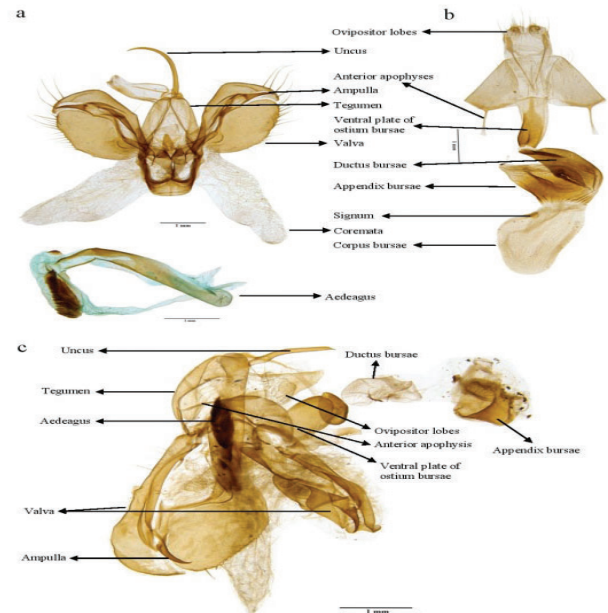 a
b
Ovipositor lobes
Uncus
Anterior apophyses
Ampulla
Tegumen
Ventral plate of
ostium bursae
Valva
Ductus bursae
Appendix bursae
Signum
Corpus bursae
Coremata
Aedeagus
1 mm
c
Uncus
Ductus bursae
Tegumen
Aedeagus
Ovipositor lobes
Anterior apophysis
Appendix bursae
Ventral plate of
ostium bursae
Valva
Ampulla
1 mm